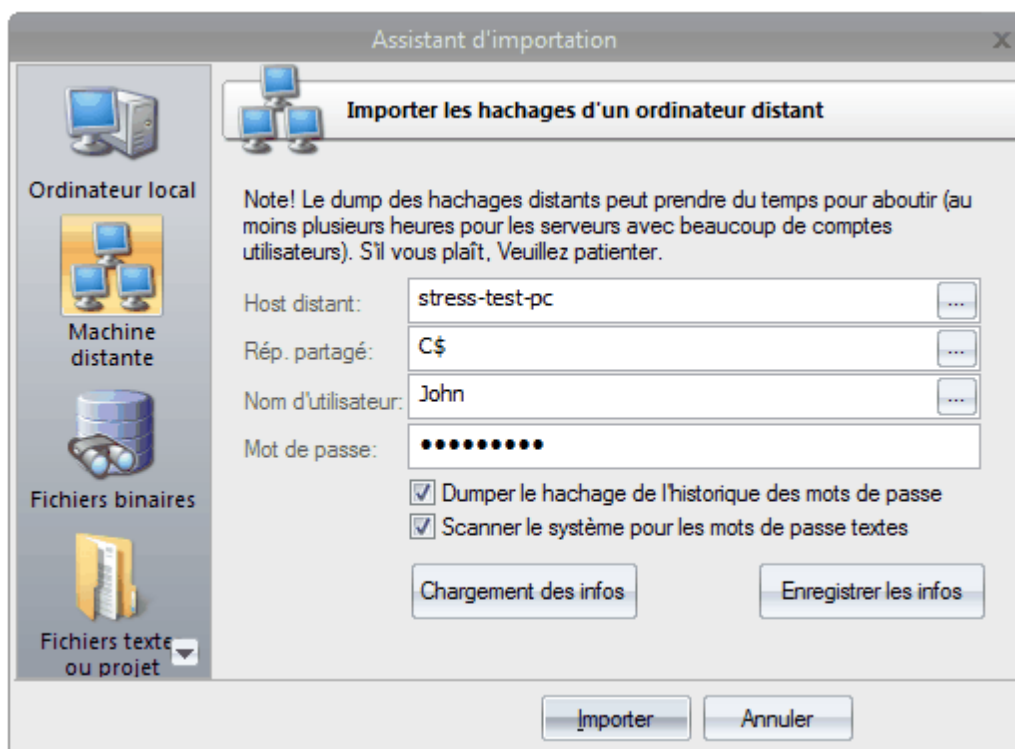 Assistant d'importation
x
Ordinateur local
Machine
distante
Fichiers binaires
Fichiers texte
ou projet
Importer les hachages d'un ordinateur distant
Note! Le dump des hachages distants peut prendre du temps pour aboutir (au
moins plusieurs heures pour les serveurs avec beaucoup de comptes
utilisateurs). S'il vous plaît, Veuillez patienter.
Host distant: stress-test-pc ...
Rép. partagé: C$ ...
Nom d'utilisateur: John ...
Mot de passe: •••••••••
Dumper le hachage de l'historique des mots de passe
Scanner le système pour les mots de passe textes
Chargement des infos Enregistrer les infos
Importer Annuler